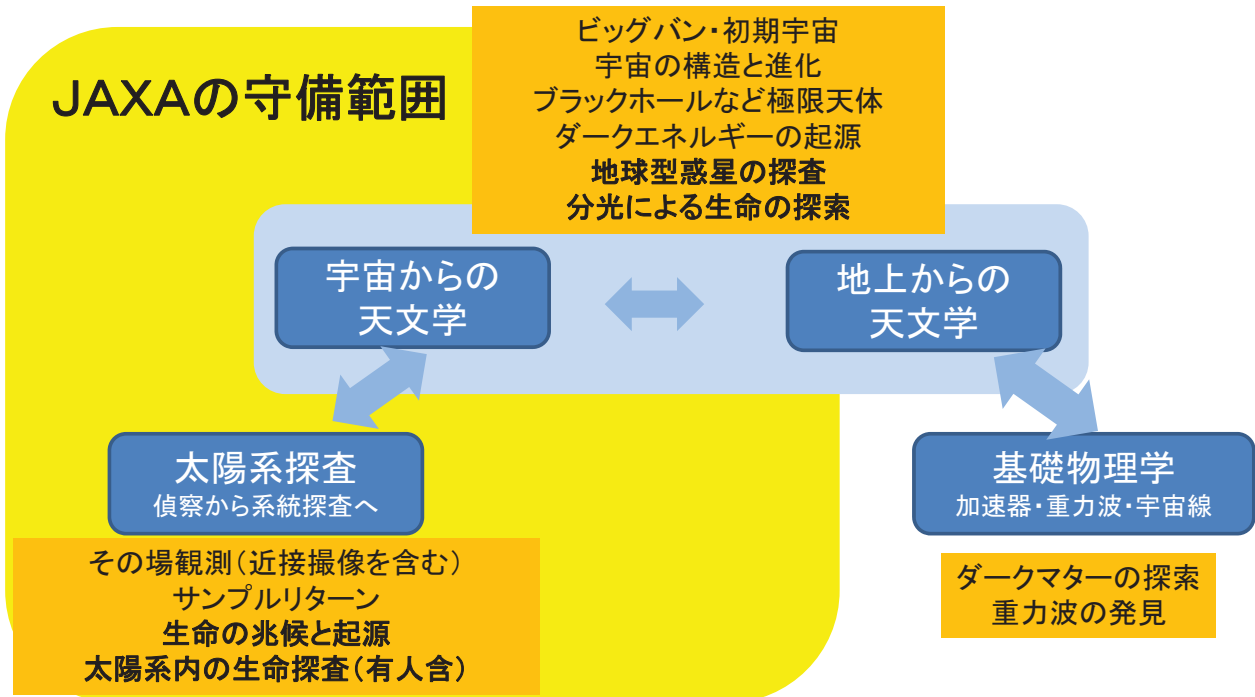 JAXAの守備範囲
ビッグバン・初期宇宙
宇宙の構造と進化
ブラックホールなど極限天体
ダークエネルギーの起源
地球型惑星の探査
分光による生命の探索
宇宙からの
天文学
地上からの
天文学
太陽系探査
偵察から系統探査へ
基礎物理学
加速器・重力波・宇宙線
その場観測(近接撮像を含む)
サンプルリターン
生命の兆候と起源
太陽系内の生命探査(有人含)
ダークマターの探索
重力波の発見